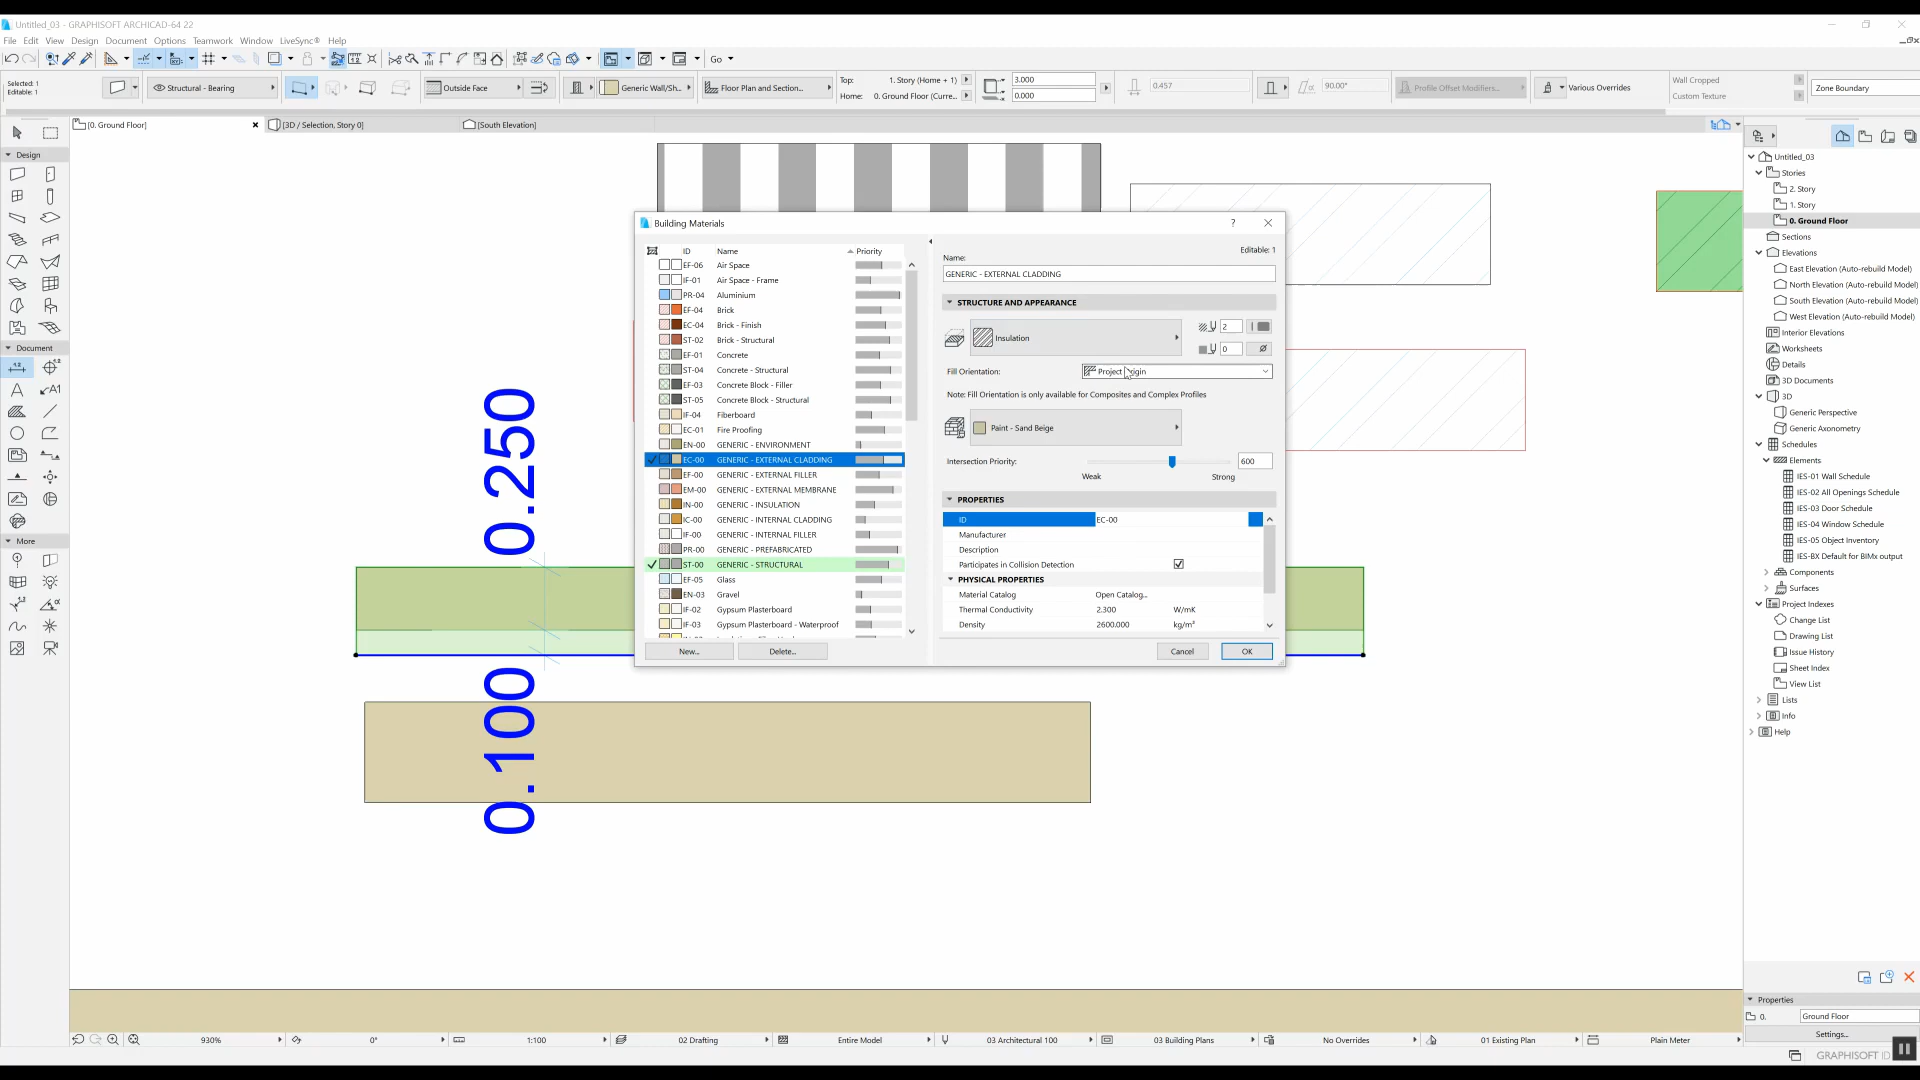 Untitled_03 - GRAPHISOFT ARCHICAD-64 22
File Edit View Design Document Options Teamwork Window LiveSync® Help
Go
Selected: 1
Editable: 1
Structural - Bearing
Outside Face
Generic Wall/Sh...
Floor Plan and Section...
Top: 1. Story (Home + 1)
Home: 0. Ground Floor (Curre...
3.000
0.000
0.457
90.00°
Profile Offset Modifiers...
Various Overrides
Wall Cropped
Custom Texture
Zone Boundary
[0. Ground Floor]
[3D / Selection, Story 0]
[South Elevation]
Design
Document
More
0.250
0.100
Building Materials
ID Name Priority
EF-06 Air Space
IF-01 Air Space - Frame
PR-04 Aluminium
EF-04 Brick
EC-04 Brick - Finish
ST-02 Brick - Structural
EF-01 Concrete
ST-04 Concrete - Structural
EF-03 Concrete Block - Filler
ST-05 Concrete Block - Structural
IF-04 Fiberboard
EC-01 Fire Proofing
EN-00 GENERIC - ENVIRONMENT
EC-00 GENERIC - EXTERNAL CLADDING
EF-00 GENERIC - EXTERNAL FILLER
EM-00 GENERIC - EXTERNAL MEMBRANE
IN-00 GENERIC - INSULATION
IC-00 GENERIC - INTERNAL CLADDING
IF-00 GENERIC - INTERNAL FILLER
PR-00 GENERIC - PREFABRICATED
ST-00 GENERIC - STRUCTURAL
EF-05 Glass
EN-03 Gravel
IF-02 Gypsum Plasterboard
IF-03 Gypsum Plasterboard - Waterproof
New...
Delete...
Editable: 1
Name:
GENERIC - EXTERNAL CLADDING
STRUCTURE AND APPEARANCE
Insulation
2
0
Fill Orientation: Project Origin
Note: Fill Orientation is only available for Composites and Complex Profiles
Paint - Sand Beige
Intersection Priority: 600
Weak Strong
PROPERTIES
ID EC-00
Manufacturer
Description
Participates in Collision Detection
PHYSICAL PROPERTIES
Material Catalog Open Catalog...
Thermal Conductivity 2.300 W/mK
Density 2600.000 kg/m³
Cancel
OK
Untitled_03
Stories
2. Story
1. Story
0. Ground Floor
Sections
Elevations
East Elevation (Auto-rebuild Model)
North Elevation (Auto-rebuild Model)
South Elevation (Auto-rebuild Model)
West Elevation (Auto-rebuild Model)
Interior Elevations
Worksheets
Details
3D Documents
3D
Generic Perspective
Generic Axonometry
Schedules
Elements
IES-01 Wall Schedule
IES-02 All Openings Schedule
IES-03 Door Schedule
IES-04 Window Schedule
IES-05 Object Inventory
IES-BX Default for BIMx output
Components
Surfaces
Project Indexes
Change List
Drawing List
Issue History
Sheet Index
View List
Lists
Info
Help
Properties
0. Ground Floor
Settings...
930%
0°
1:100
02 Drafting
Entire Model
03 Architectural 100
03 Building Plans
No Overrides
01 Existing Plan
Plain Meter
GRAPHISOFT ID